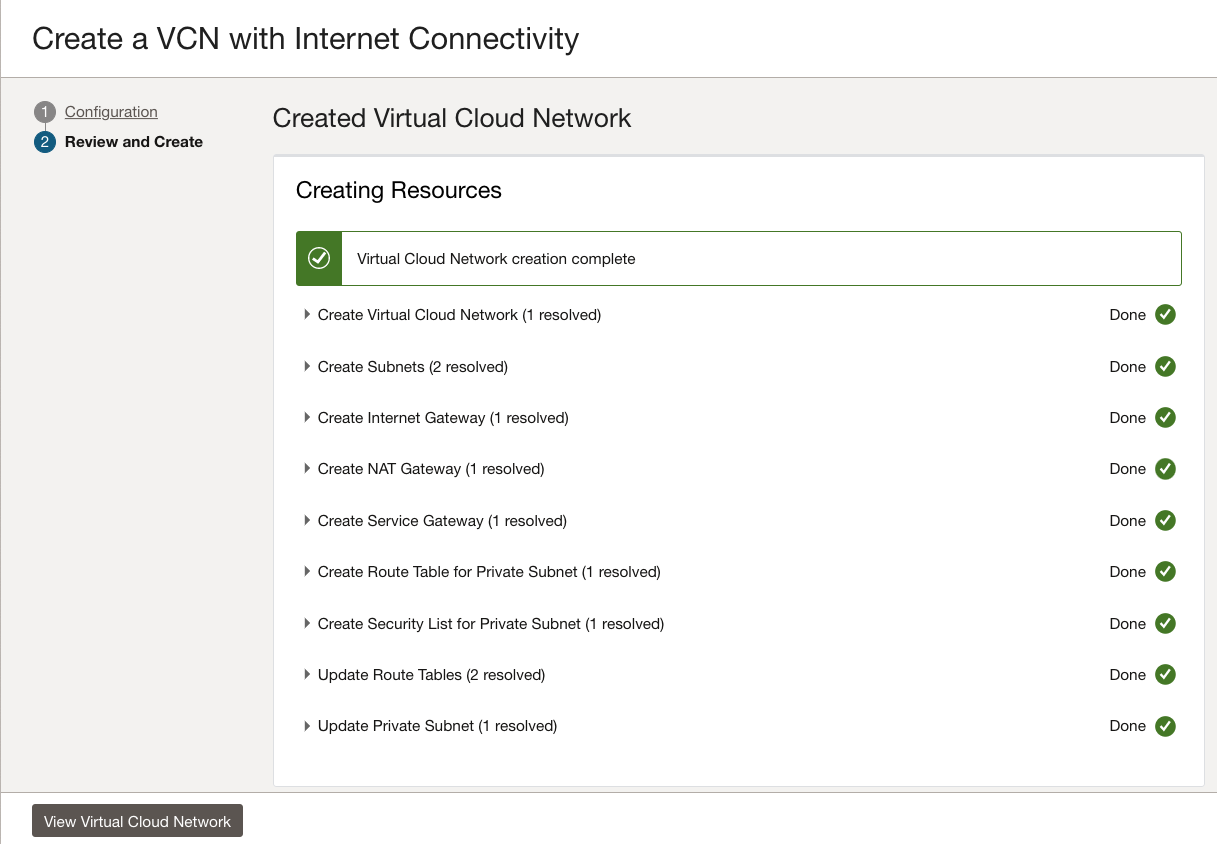 Create a VCN with Internet Connectivity
1 Configuration
2 Review and Create
Created Virtual Cloud Network
Creating Resources
Virtual Cloud Network creation complete
Create Virtual Cloud Network (1 resolved) Done
Create Subnets (2 resolved) Done
Create Internet Gateway (1 resolved) Done
Create NAT Gateway (1 resolved) Done
Create Service Gateway (1 resolved) Done
Create Route Table for Private Subnet (1 resolved) Done
Create Security List for Private Subnet (1 resolved) Done
Update Route Tables (2 resolved) Done
Update Private Subnet (1 resolved) Done
View Virtual Cloud Network